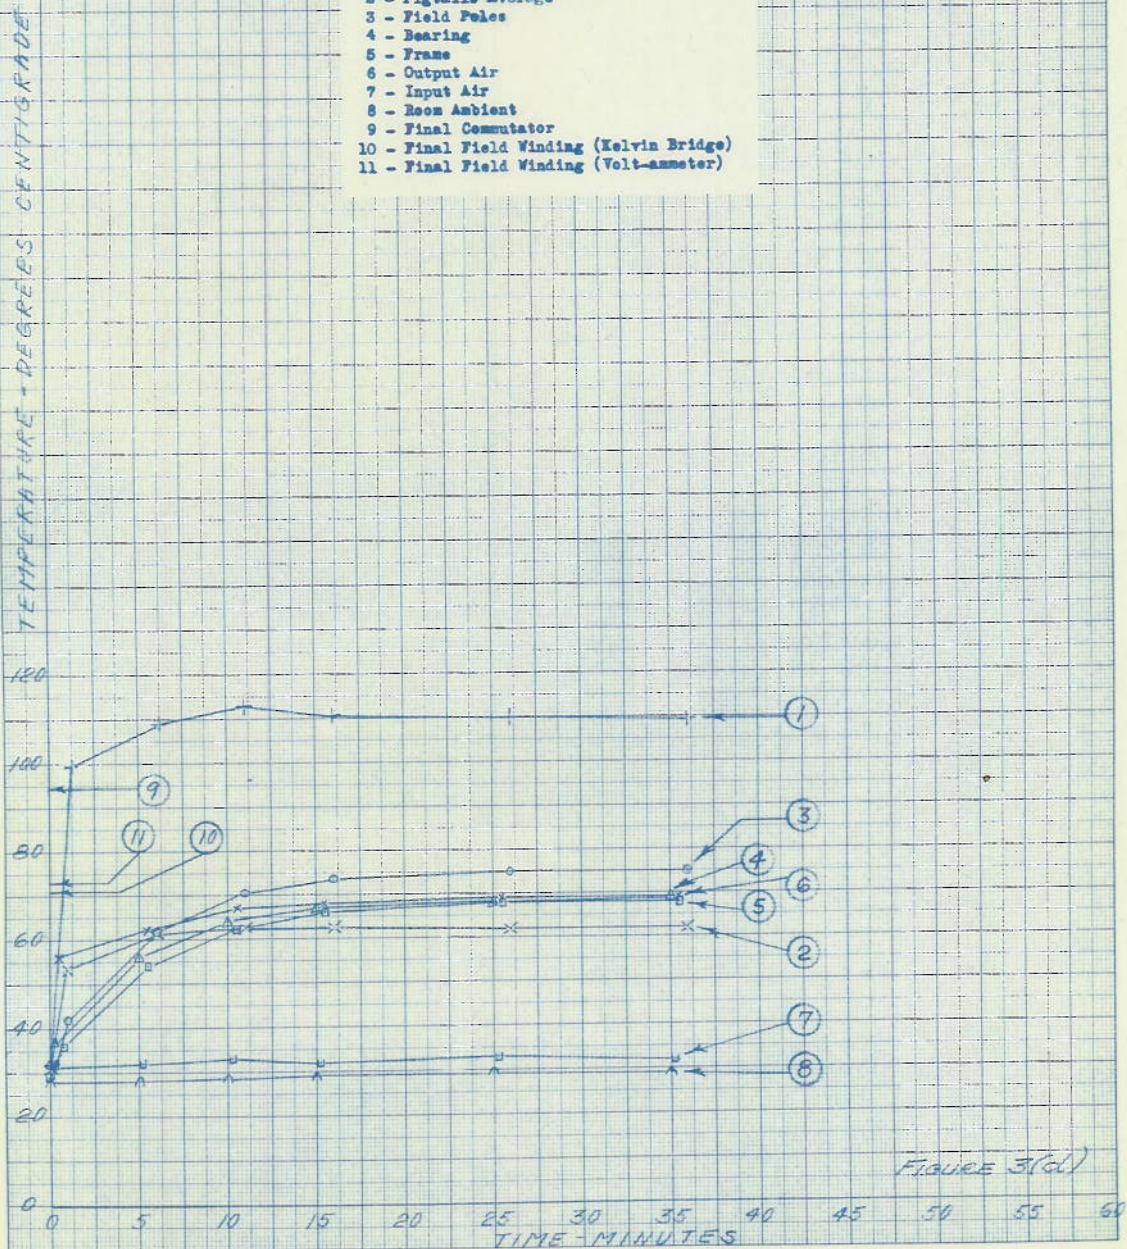 3 - Field Poles
4 - Bearing
5 - Frame
6 - Output Air
7 - Input Air
8 - Room Ambient
9 - Final Commutator
10 - Final Field Winding (Kelvin Bridge)
11 - Final Field Winding (Volt-ammeter)
TEMPERATURE - DEGREES CENTIGRADE
120
100
80
60
40
20
0
1
9
11
10
3
4
6
5
2
7
8
FIGURE 3(d)
0 5 10 15 20 25 30 35 40 45 50 55 60
TIME - MINUTES